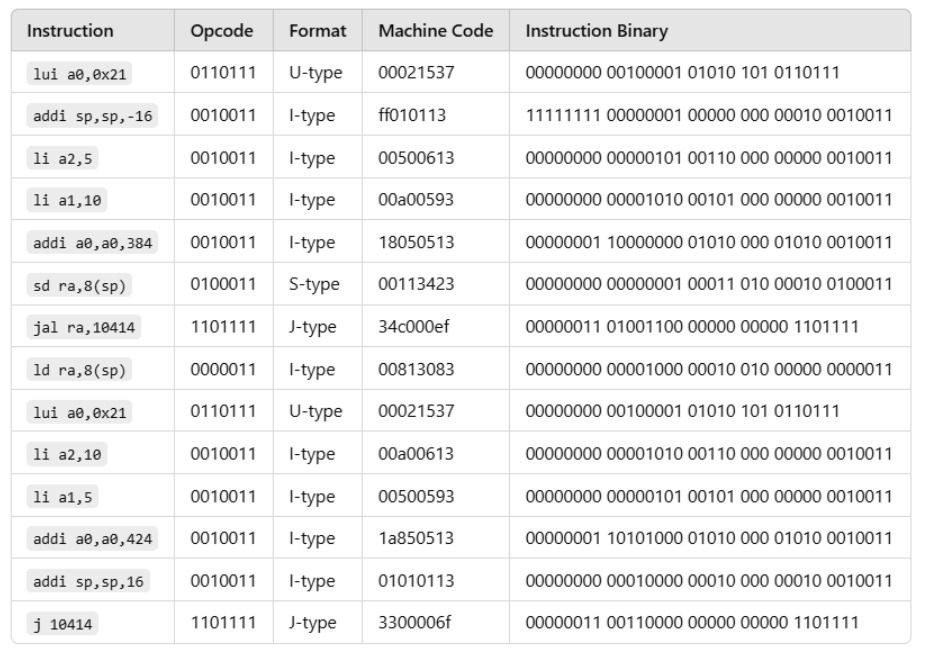 Instruction Opcode Format Machine Code Instruction Binary
lui a0,0x21 0110111 U-type 00021537 00000000 00100001 01010 101 0110111
addi sp,sp,-16 0010011 I-type ff010113 11111111 00000001 00000 000 00010 0010011
li a2,5 0010011 I-type 00500613 00000000 00000101 00110 000 00000 0010011
li a1,10 0010011 I-type 00a00593 00000000 00001010 00101 000 00000 0010011
addi a0,a0,384 0010011 I-type 18050513 00000001 10000000 01010 000 01010 0010011
sd ra,8(sp) 0100011 S-type 00113423 00000000 00000001 00011 010 00010 0100011
jal ra,10414 1101111 J-type 34c000ef 00000011 01001100 00000 00000 1101111
ld ra,8(sp) 0000011 I-type 00813083 00000000 00001000 00010 010 00000 0000011
lui a0,0x21 0110111 U-type 00021537 00000000 00100001 01010 101 0110111
li a2,10 0010011 I-type 00a00613 00000000 00001010 00110 000 00000 0010011
li a1,5 0010011 I-type 00500593 00000000 00000101 00101 000 00000 0010011
addi a0,a0,424 0010011 I-type 1a850513 00000001 10101000 01010 000 01010 0010011
addi sp,sp,16 0010011 I-type 01010113 00000000 00010000 00010 000 00010 0010011
j 10414 1101111 J-type 3300006f 00000011 00110000 00000 00000 1101111